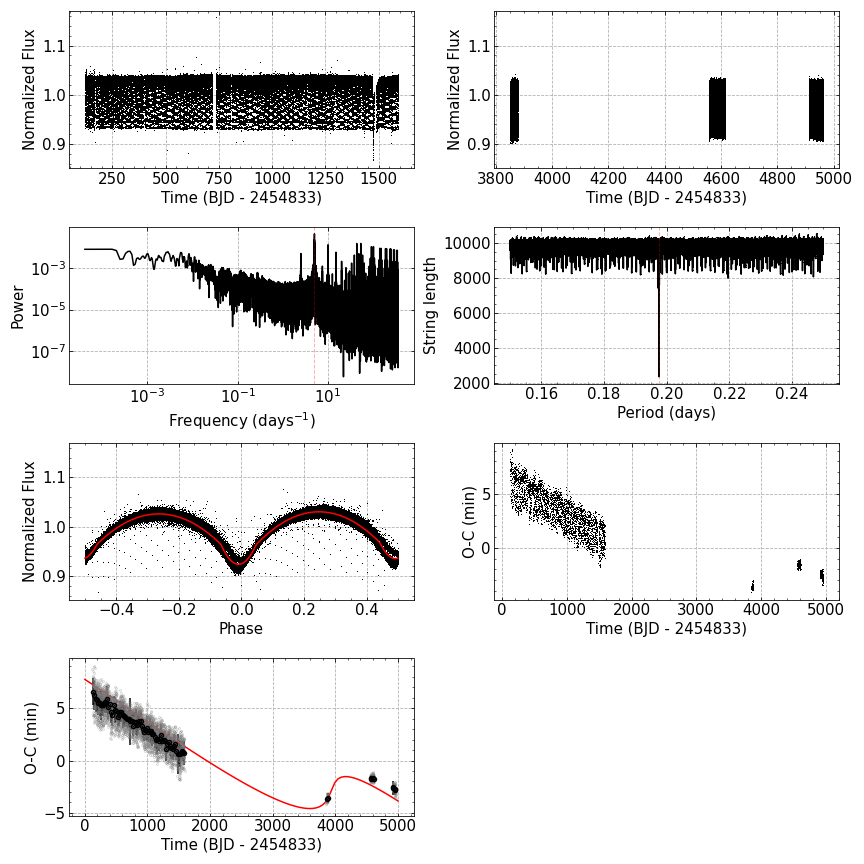 Normalized Flux
1.1
1.0
0.9
250 500 750 1000 1250 1500
Time (BJD - 2454833)
Normalized Flux
1.1
1.0
0.9
3800 4000 4200 4400 4600 4800 5000
Time (BJD - 2454833)
Power
10⁻³
10⁻⁵
10⁻⁷
10⁻³ 10⁻¹ 10¹
Frequency (days⁻¹)
String length
10000
8000
6000
4000
2000
0.16 0.18 0.20 0.22 0.24
Period (days)
Normalized Flux
1.1
1.0
0.9
−0.4 −0.2 0.0 0.2 0.4
Phase
O-C (min)
5
0
0 1000 2000 3000 4000 5000
Time (BJD - 2454833)
O-C (min)
5
0
−5
0 1000 2000 3000 4000 5000
Time (BJD - 2454833)